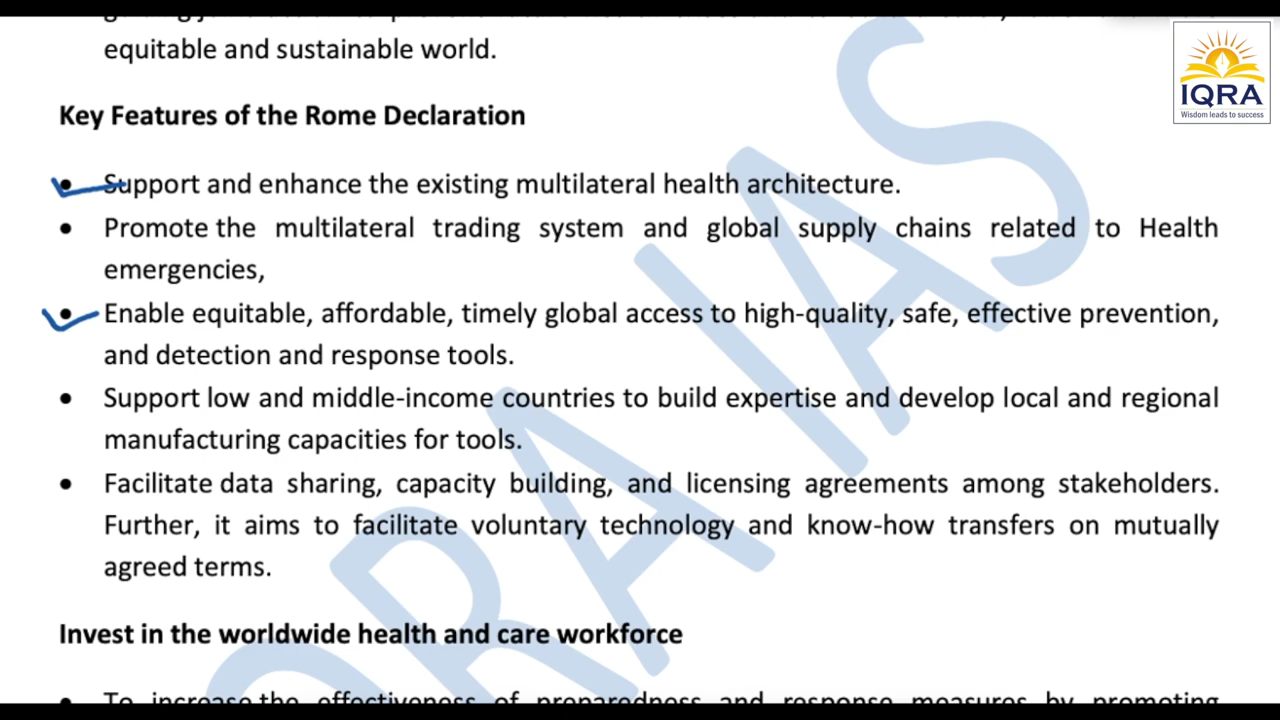 equitable and sustainable world.
IQRA
Wisdom leads to success
Key Features of the Rome Declaration
• Support and enhance the existing multilateral health architecture.
• Promote the multilateral trading system and global supply chains related to Health
emergencies,
• Enable equitable, affordable, timely global access to high-quality, safe, effective prevention,
and detection and response tools.
• Support low and middle-income countries to build expertise and develop local and regional
manufacturing capacities for tools.
• Facilitate data sharing, capacity building, and licensing agreements among stakeholders.
Further, it aims to facilitate voluntary technology and know-how transfers on mutually
agreed terms.
Invest in the worldwide health and care workforce
• To increase the effectiveness of preparedness and response measures by promoting
QRA IAS